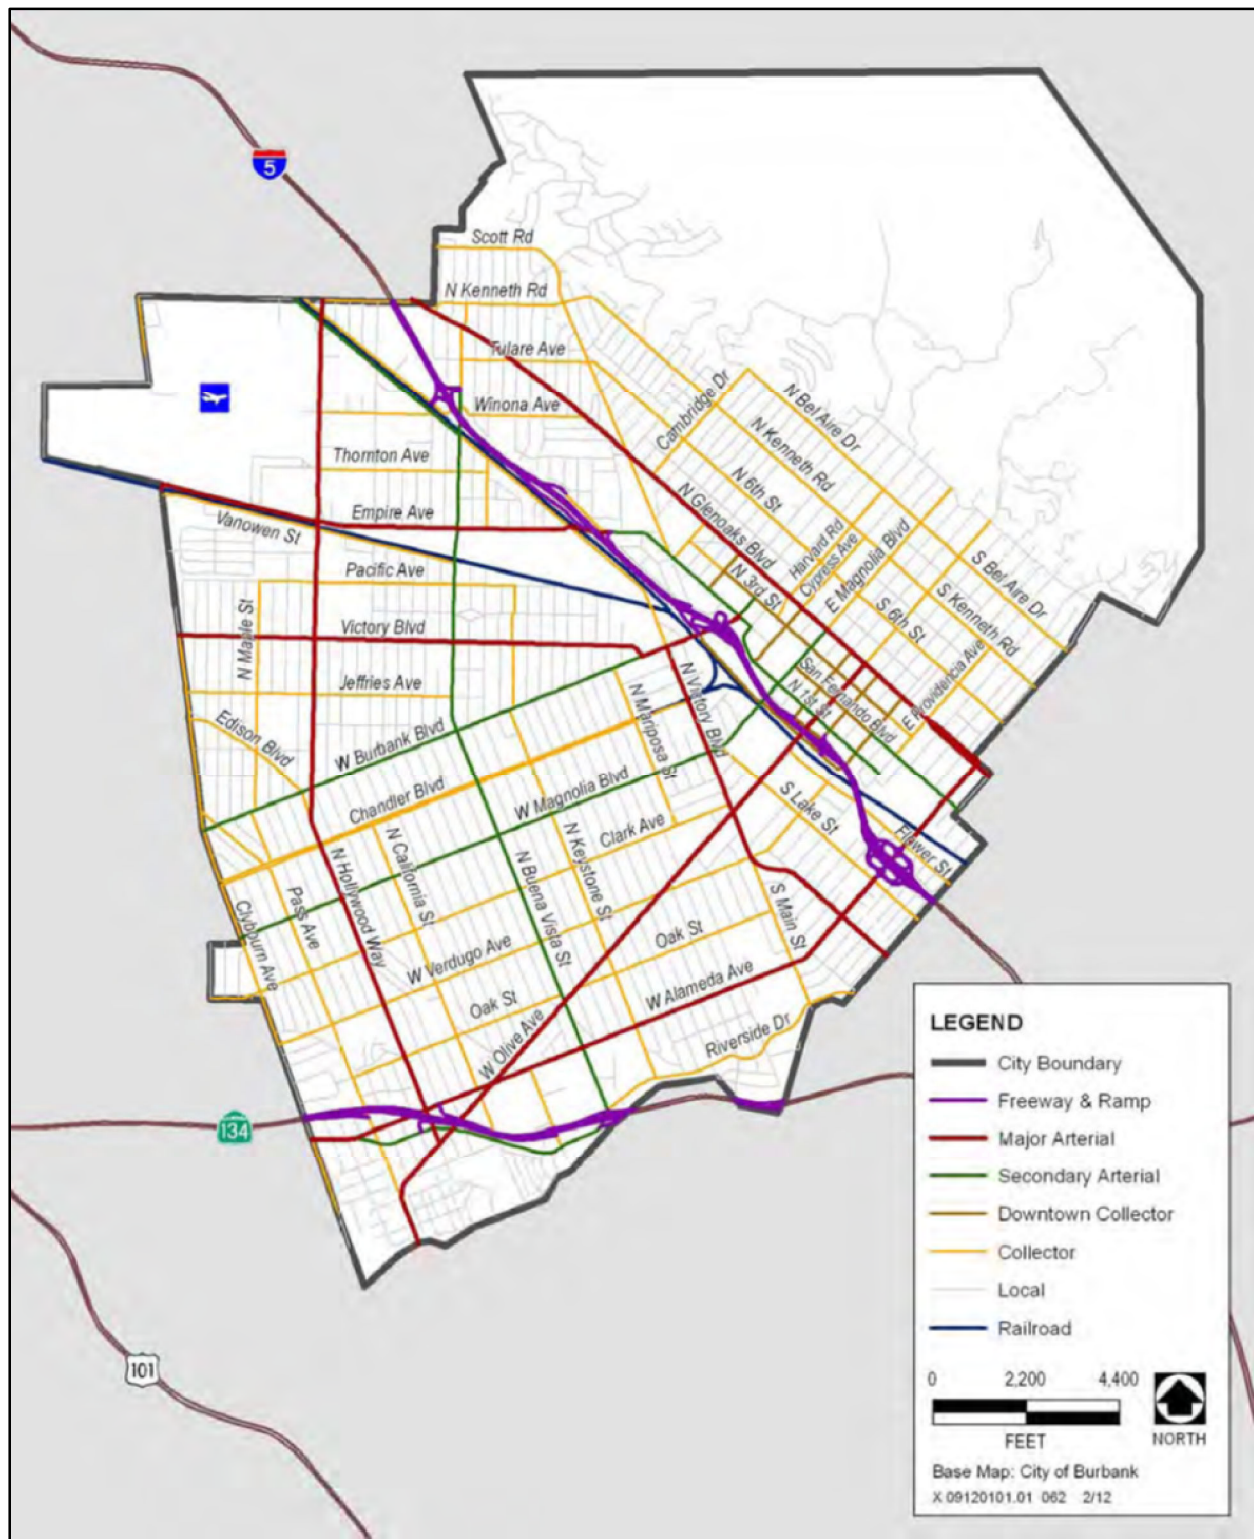 5
Scott Rd
N Kenneth Rd
Tulare Ave
Winona Ave
Cambridge Dr
N Bel Aire Dr
N Kenneth Rd
Thornton Ave
N 6th St
N Glenoaks Blvd
Empire Ave
Vanowen St
Harvard Rd
Cypress Ave
E Magnolia Blvd
N 3rd St
S Bel Aire Dr
Pacific Ave
S Kenneth Rd
S 6th St
N Maple St
Victory Blvd
E Providencia Ave
San Fernando Blvd
N 1st St
Jeffries Ave
N Victory Blvd
N Mariposa St
Edison Blvd
W Burbank Blvd
Chandler Blvd
W Magnolia Blvd
S Lake St
Flower St
Clark Ave
N Keystone St
N California St
N Hollywood Way
N Buena Vista St
Pass Ave
Clybourn Ave
S Main St
W Verdugo Ave
Oak St
Oak St
W Alameda Ave
W Olive Ave
Riverside Dr
134
101
LEGEND
City Boundary
Freeway & Ramp
Major Arterial
Secondary Arterial
Downtown Collector
Collector
Local
Railroad
0 2,200 4,400
FEET
NORTH
Base Map: City of Burbank
X 09120101.01 062 2/12